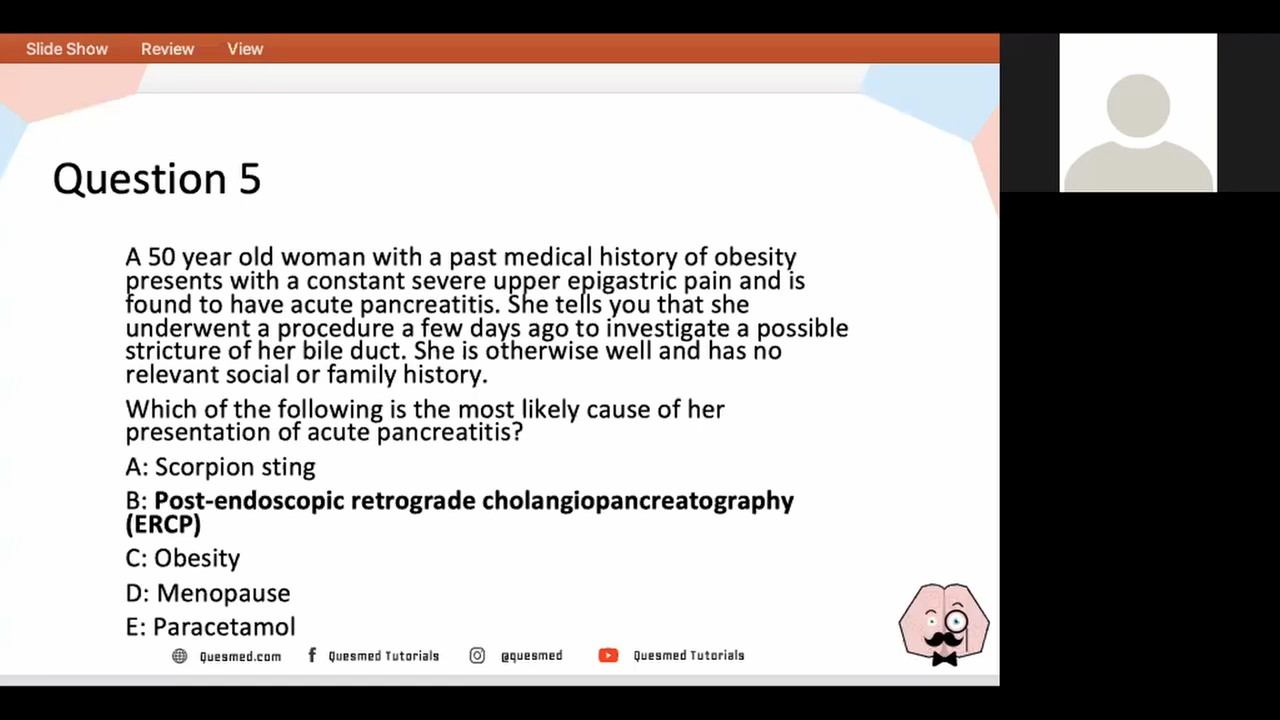 Slide Show Review View
Question 5
A 50 year old woman with a past medical history of obesity
presents with a constant severe upper epigastric pain and is
found to have acute pancreatitis. She tells you that she
underwent a procedure a few days ago to investigate a possible
stricture of her bile duct. She is otherwise well and has no
relevant social or family history.
Which of the following is the most likely cause of her
presentation of acute pancreatitis?
A: Scorpion sting
B: Post-endoscopic retrograde cholangiopancreatography
(ERCP)
C: Obesity
D: Menopause
E: Paracetamol
Quesmed.com Quesmed Tutorials @quesmed Quesmed Tutorials